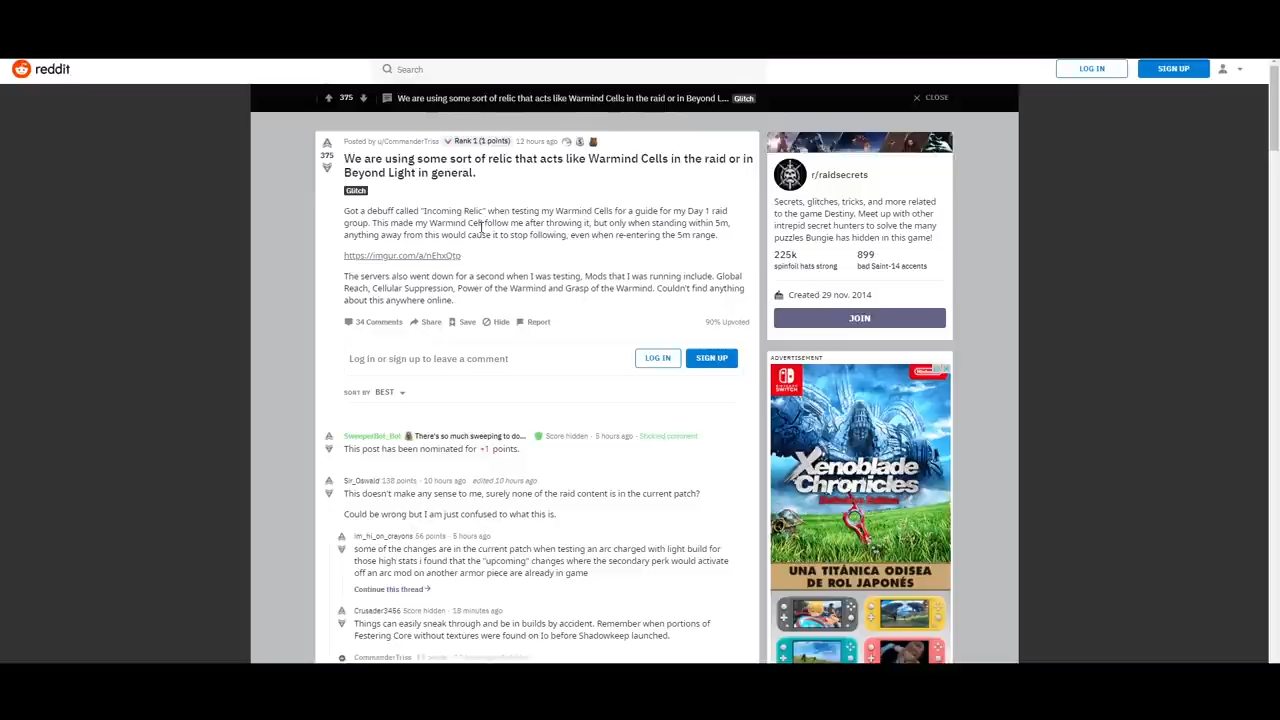 reddit
Search
LOG IN
SIGN UP
375
We are using some sort of relic that acts like Warmind Cells in the raid or in Beyond L... Glitch
CLOSE
Posted by u/CommanderTriss Rank 1 (1 points) 12 hours ago
375
We are using some sort of relic that acts like Warmind Cells in the raid or in
Beyond Light in general.
Glitch
Got a debuff called "Incoming Relic" when testing my Warmind Cells for a guide for my Day 1 raid
group. This made my Warmind Cell follow me after throwing it, but only when standing within 5m,
anything away from this would cause it to stop following, even when re-entering the 5m range.
https://imgur.com/a/nEhxQtp
The servers also went down for a second when I was testing, Mods that I was running include. Global
Reach, Cellular Suppression, Power of the Warmind and Grasp of the Warmind. Couldn't find anything
about this anywhere online.
34 Comments Share Save Hide Report
90% Upvoted
Log in or sign up to leave a comment
LOG IN
SIGN UP
SORT BY BEST
SweeperBot_Bot There's so much sweeping to do... Score hidden · 5 hours ago · Stickied comment
This post has been nominated for +1 points.
Sir_Oswald 138 points · 10 hours ago · edited 10 hours ago
This doesn't make any sense to me, surely none of the raid content is in the current patch?
Could be wrong but I am just confused to what this is.
im_hi_on_crayons 56 points · 5 hours ago
some of the changes are in the current patch when testing an arc charged with light build for
those high stats i found that the "upcoming" changes where the secondary perk would activate
off an arc mod on another armor piece are already in game
Continue this thread
Crusader3456 Score hidden · 18 minutes ago
Things can easily sneak through and be in builds by accident. Remember when portions of
Festering Core without textures were found on Io before Shadowkeep launched.
CommanderTriss
r/raidsecrets
Secrets, glitches, tricks, and more related
to the game Destiny. Meet up with other
intrepid secret hunters to solve the many
puzzles Bungie has hidden in this game!
225k
899
spinfoil hats strong
bad Saint-14 accents
Created 29 nov. 2014
JOIN
ADVERTISEMENT
NINTENDO
SWITCH
Xenoblade
Chronicles
Definitive Edition
UNA TITÁNICA ODISEA
DE ROL JAPONÉS